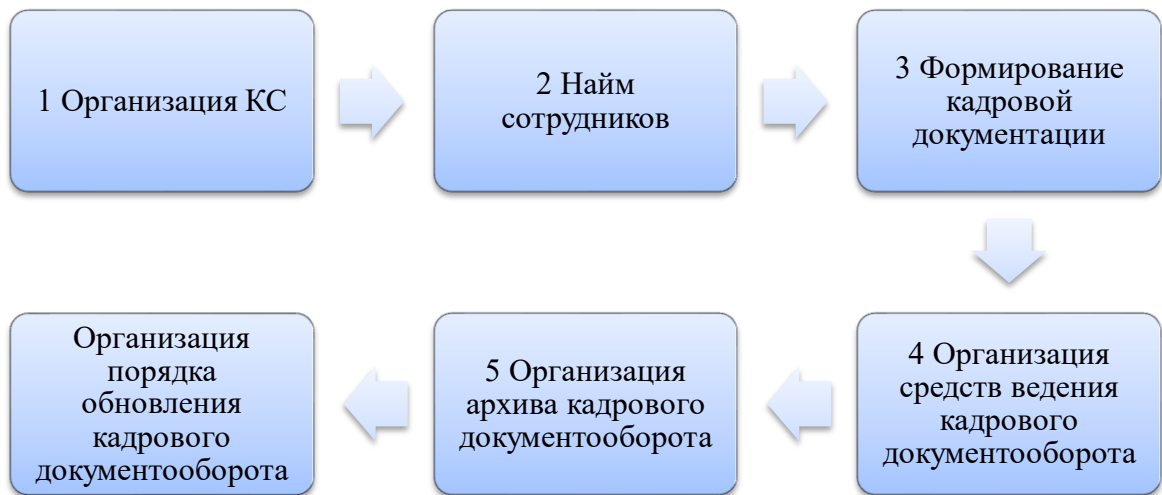 1 Организация КС
2 Найм
сотрудников
3 Формирование
кадровой
документации
4 Организация
средств ведения
кадрового
документооборота
5 Организация
архива кадрового
документооборота
Организация
порядка
обновления
кадрового
документооборота